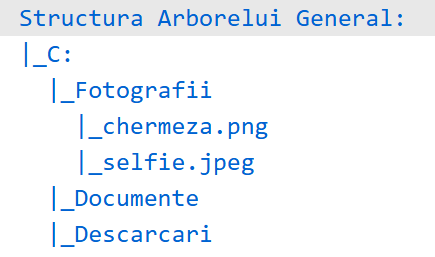 Structura Arborelui General:
|_C:
  |_Fotografii
    |_chermeza.png
    |_selfie.jpeg
  |_Documente
  |_Descarcari